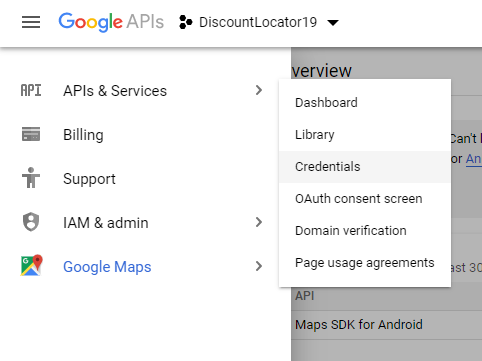 Google APIs DiscountLocator19
verview
API APIs & Services
Billing
Support
IAM & admin
Google Maps
Dashboard
Library
Credentials
OAuth consent screen
Domain verification
Page usage agreements
Can't
or An
ast 30
API
Maps SDK for Android